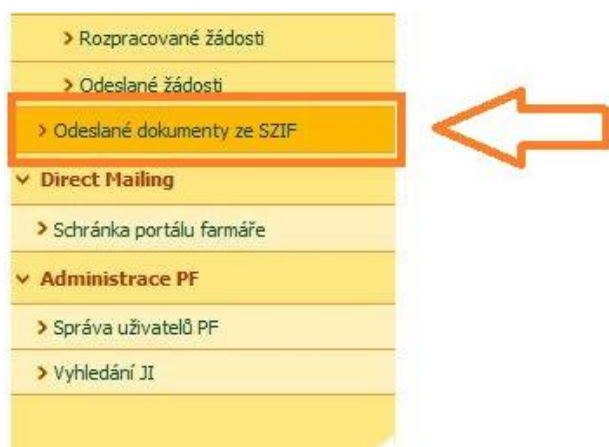 Rozpracované žádosti
Odeslané žádosti
Odeslané dokumenty ze SZIF
Direct Mailing
Schránka portálu farmáře
Administrace PF
Správa uživatelů PF
Vyhledání JI